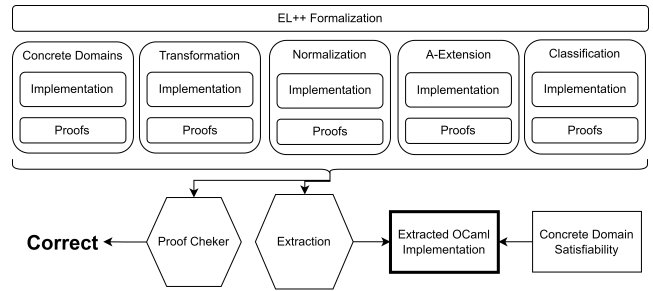 EL++ Formalization
Concrete Domains
Implementation
Proofs
Transformation
Implementation
Proofs
Normalization
Implementation
Proofs
A-Extension
Implementation
Proofs
Classification
Implementation
Proofs
Correct
Proof Cheker
Extraction
Extracted OCaml
Implementation
Concrete Domain
Satisfiability